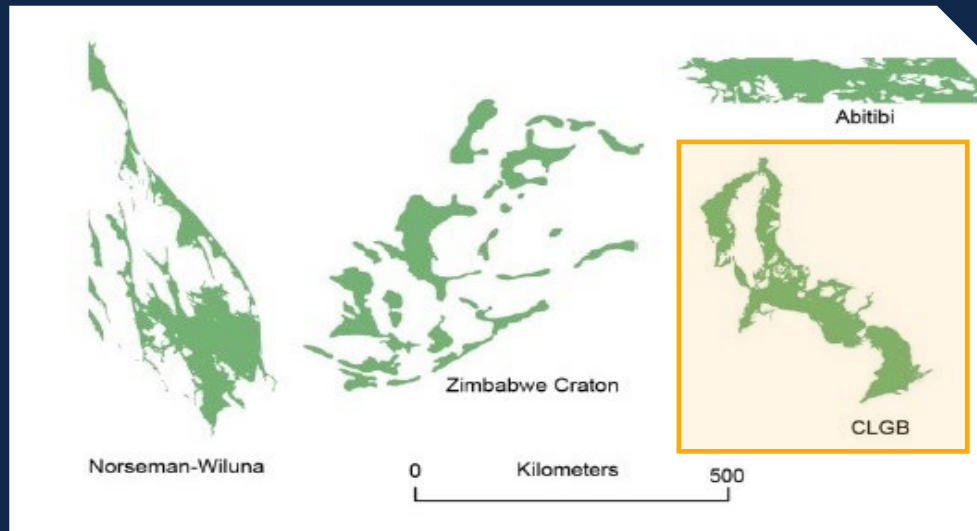 Abitibi
Zimbabwe Craton
CLGB
Norseman-Wiluna
0 Kilometers 500